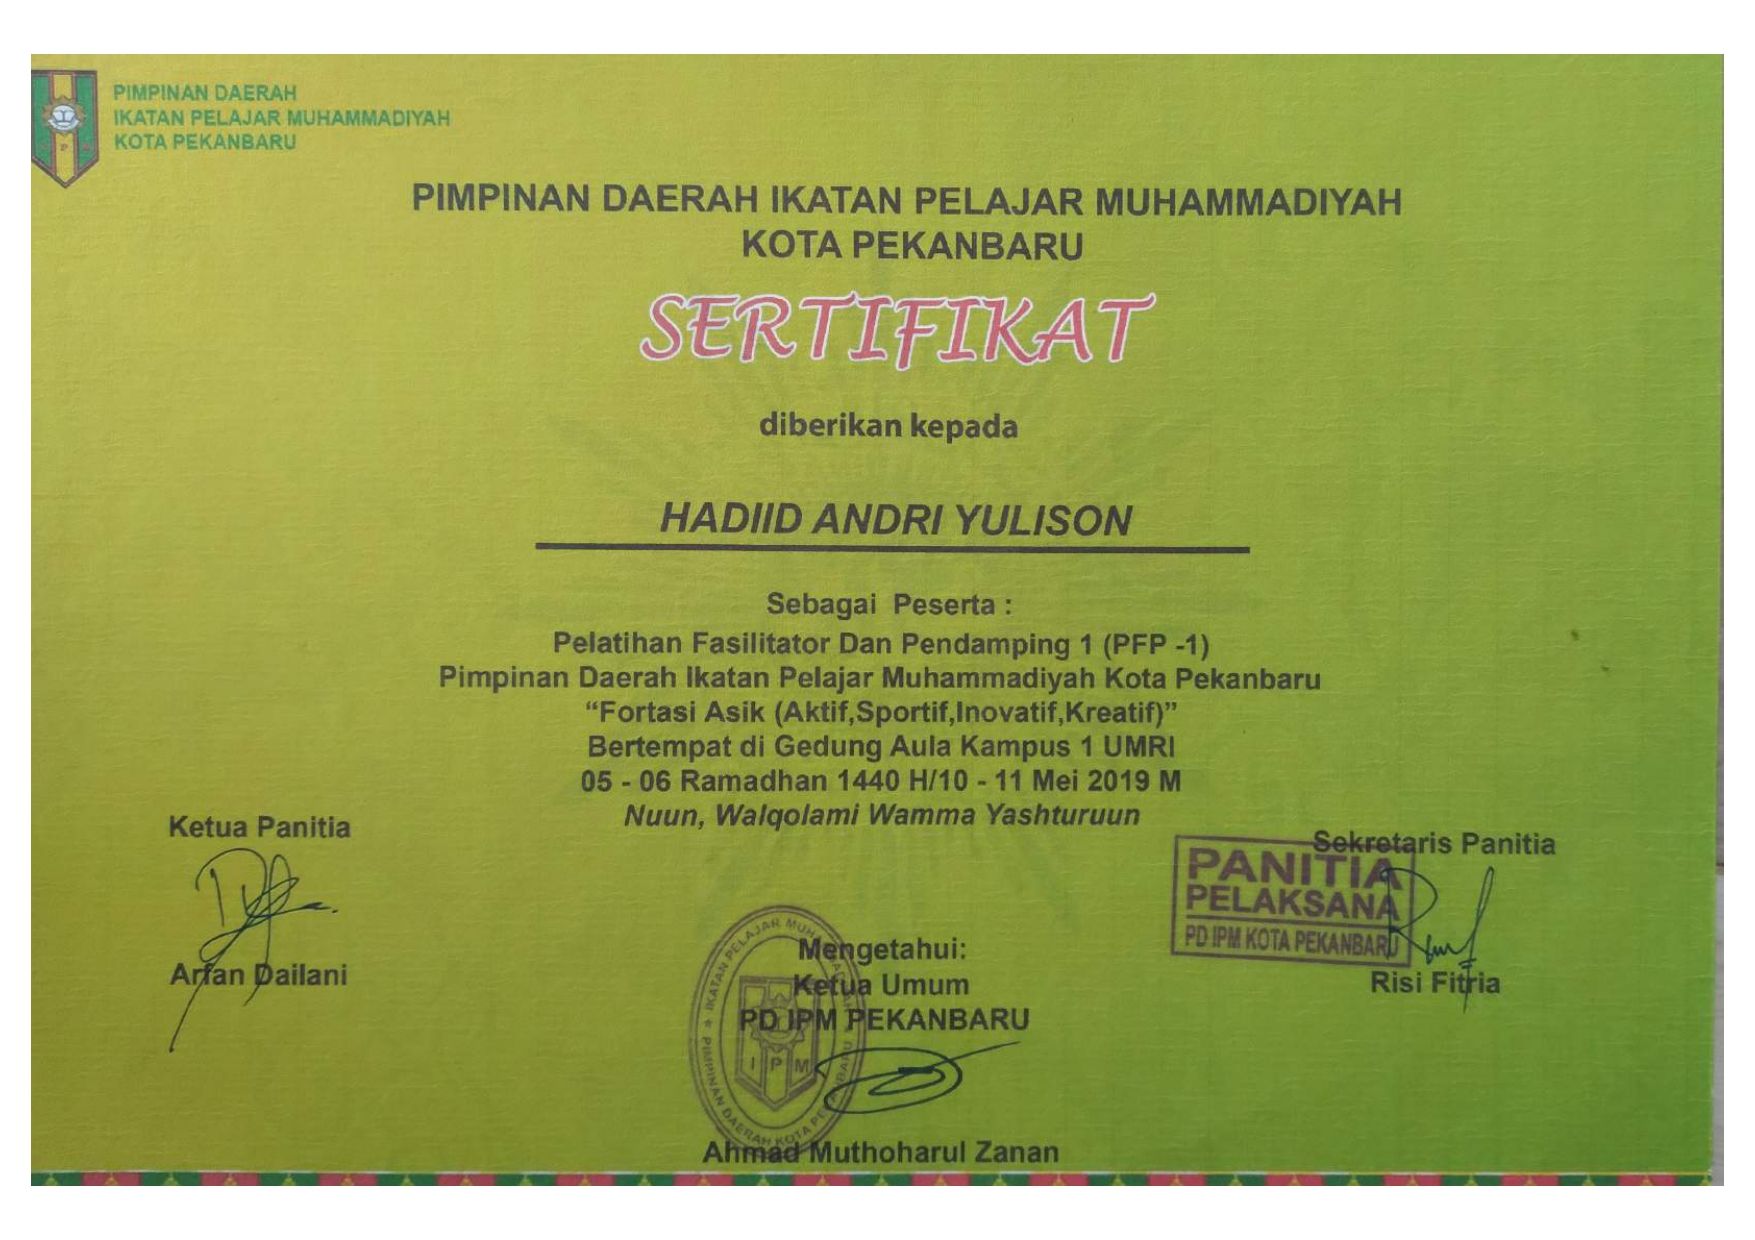 PIMPINAN DAERAH
IKATAN PELAJAR MUHAMMADIYAH
KOTA PEKANBARU
PIMPINAN DAERAH IKATAN PELAJAR MUHAMMADIYAH
KOTA PEKANBARU
SERTIFIKAT
diberikan kepada
HADIID ANDRI YULISON
Sebagai Peserta :
Pelatihan Fasilitator Dan Pendamping 1 (PFP -1)
Pimpinan Daerah Ikatan Pelajar Muhammadiyah Kota Pekanbaru
“Fortasi Asik (Aktif,Sportif,Inovatif,Kreatif)”
Bertempat di Gedung Aula Kampus 1 UMRI
05 - 06 Ramadhan 1440 H/10 - 11 Mei 2019 M
Nuun, Walqolami Wamma Yashturuun
Ketua Panitia
Arfan Dailani
Sekretaris Panitia
PANITIA
PELAKSANA
PD IPM KOTA PEKANBARU
Risi Fitria
Mengetahui:
Ketua Umum
PD IPM PEKANBARU
IKATAN PELAJAR MUHAMMADIYAH
PIMPINAN DAERAH KOTA PEKANBARU
I P M
Ahmad Muthoharul Zanan